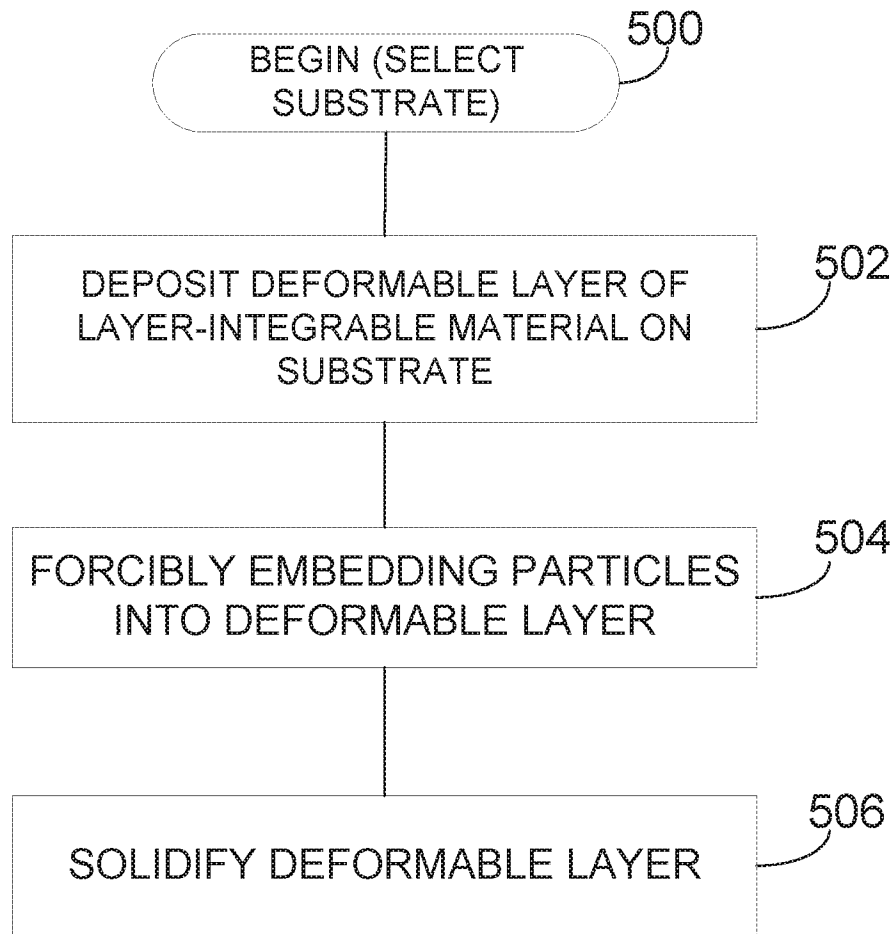 500
BEGIN (SELECT
SUBSTRATE)
502
DEPOSIT DEFORMABLE LAYER OF
LAYER-INTEGRABLE MATERIAL ON
SUBSTRATE
504
FORCIBLY EMBEDDING PARTICLES
INTO DEFORMABLE LAYER
506
SOLIDIFY DEFORMABLE LAYER